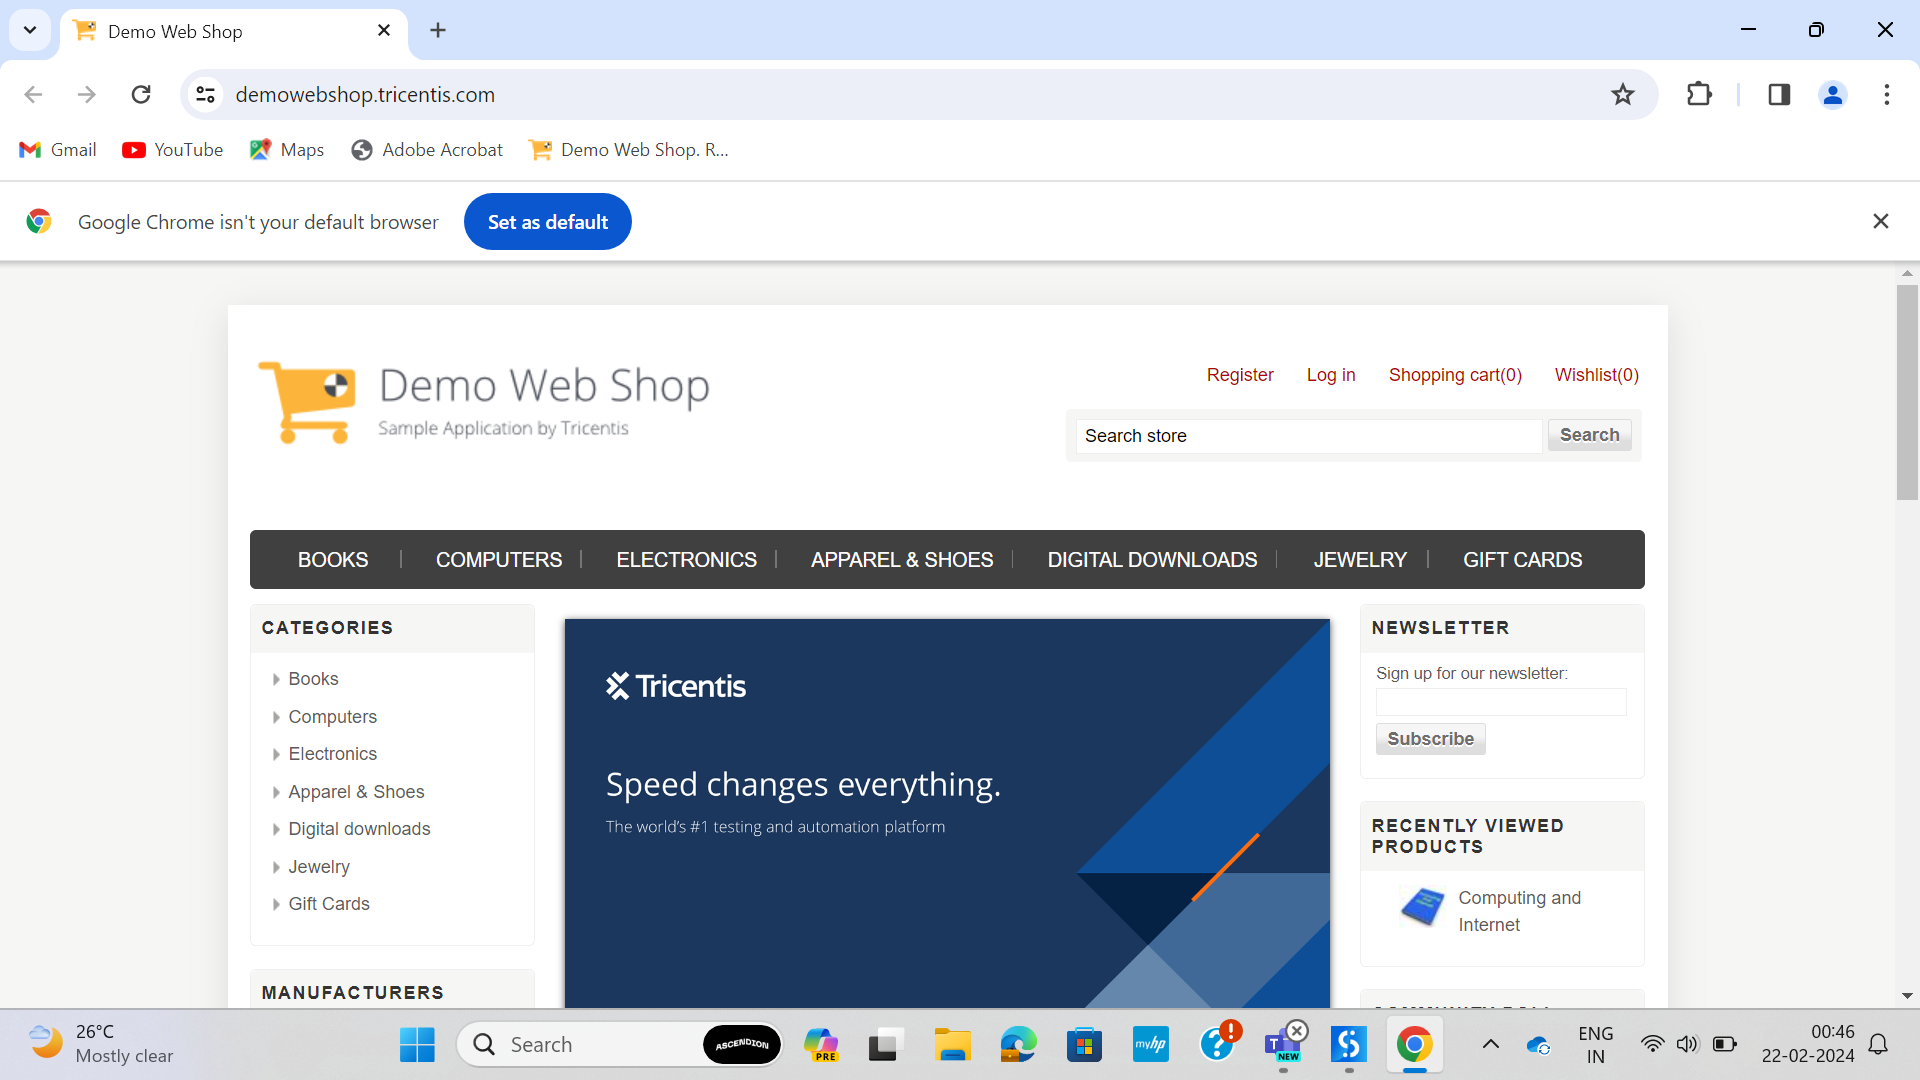 Demo Web Shop
demowebshop.tricentis.com
Gmail YouTube Maps Adobe Acrobat Demo Web Shop. R...
Google Chrome isn't your default browser Set as default
Demo Web Shop
Sample Application by Tricentis
Register Log in Shopping cart(0) Wishlist(0)
Search store Search
BOOKS COMPUTERS ELECTRONICS APPAREL & SHOES DIGITAL DOWNLOADS JEWELRY GIFT CARDS
CATEGORIES
Books
Computers
Electronics
Apparel & Shoes
Digital downloads
Jewelry
Gift Cards
MANUFACTURERS
Tricentis
Speed changes everything.
The world's #1 testing and automation platform
NEWSLETTER
Sign up for our newsletter:
Subscribe
RECENTLY VIEWED
PRODUCTS
Computing and
Internet
26°C
Mostly clear
Search
ASCENDION
PRE
myhp
NEW
ENG
IN
00:46
22-02-2024